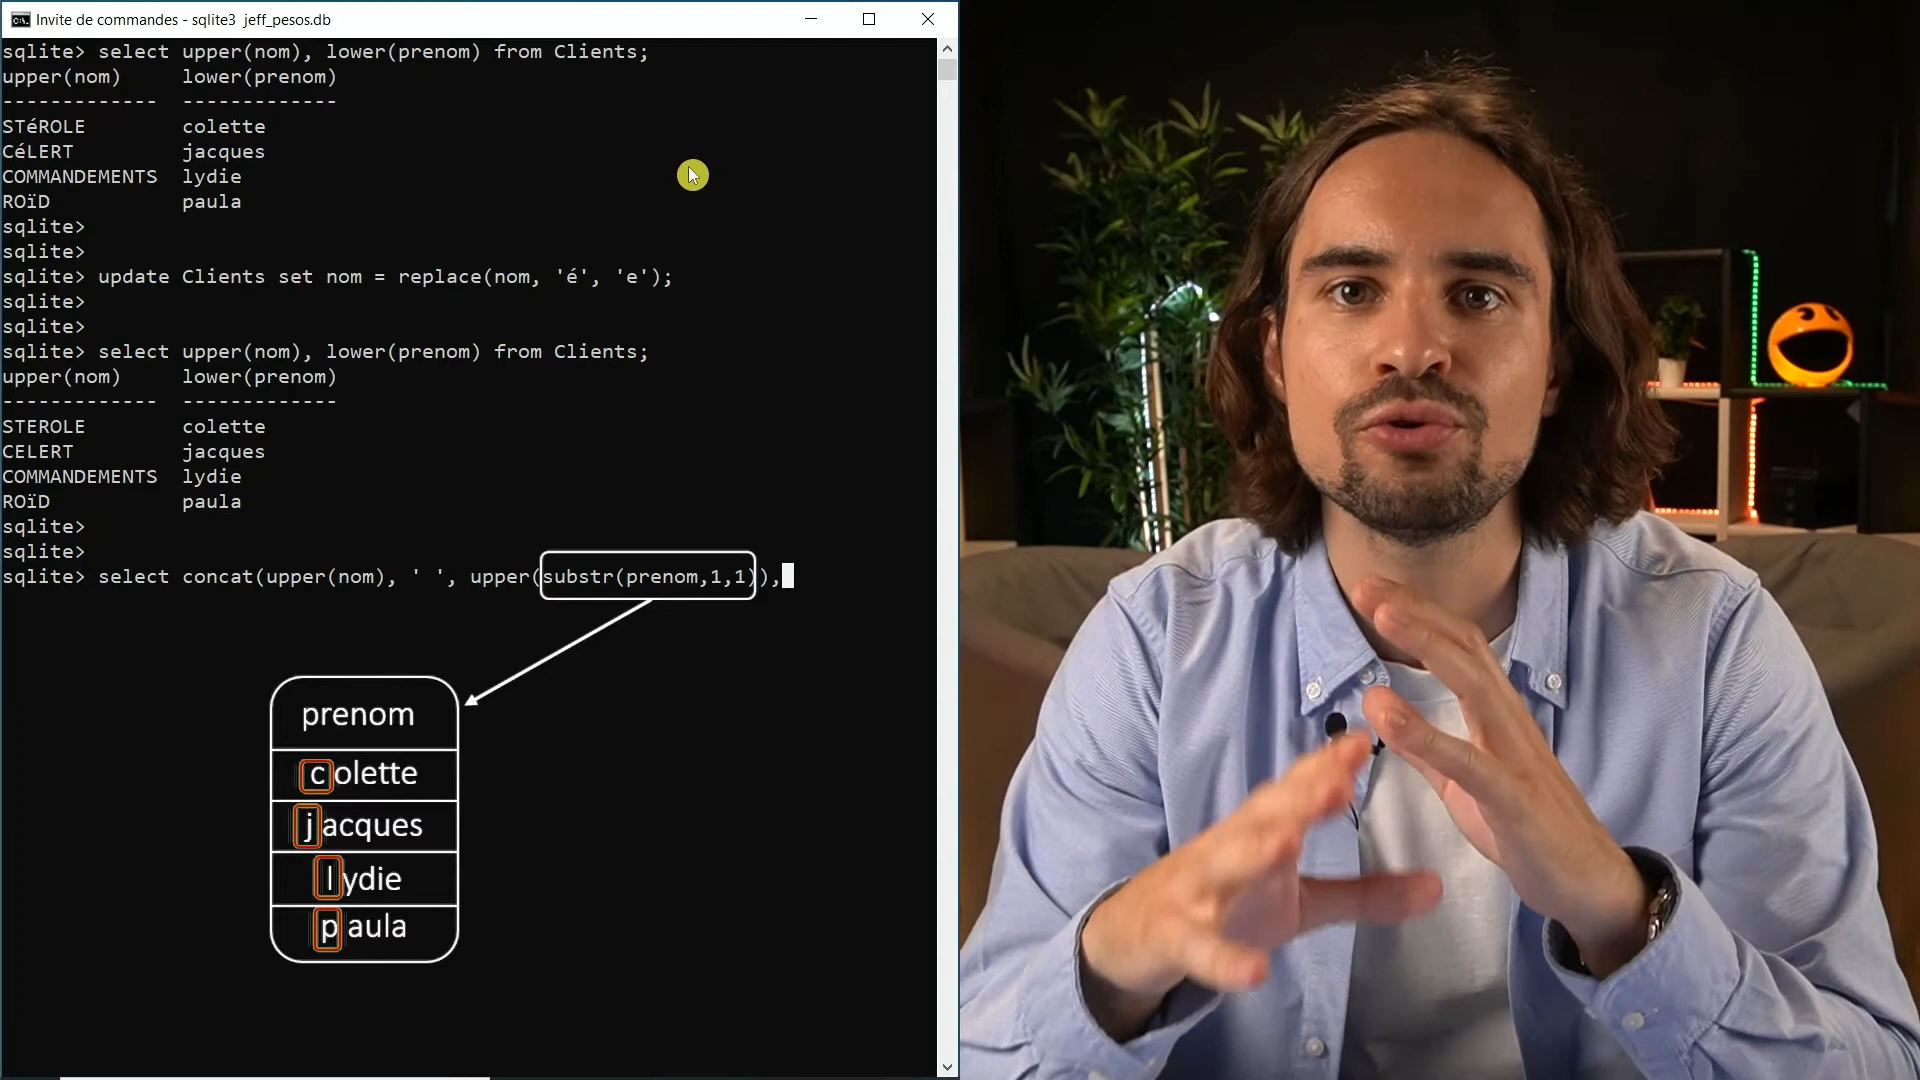 Invite de commandes - sqlite3 jeff_pesos.db
sqlite> select upper(nom), lower(prenom) from Clients;
upper(nom)     lower(prenom)
-------------  -------------
STéROLE        colette
CéLERT         jacques
COMMANDEMENTS  lydie
ROïD           paula
sqlite>
sqlite>
sqlite> update Clients set nom = replace(nom, 'é', 'e');
sqlite>
sqlite>
sqlite> select upper(nom), lower(prenom) from Clients;
upper(nom)     lower(prenom)
-------------  -------------
STEROLE        colette
CELERT         jacques
COMMANDEMENTS  lydie
ROïD           paula
sqlite>
sqlite>
sqlite> select concat(upper(nom), ' ', upper(substr(prenom,1,1)),
prenom
colette
jacques
lydie
paula